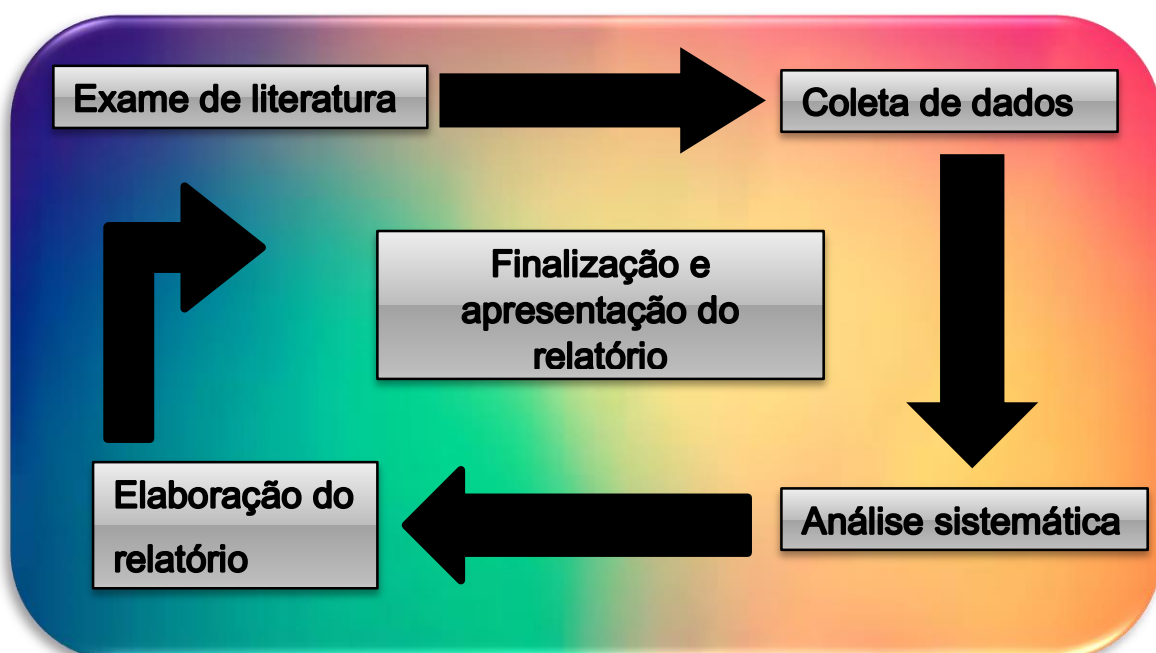 Exame de literatura
Coleta de dados
Finalização e
apresentação do
relatório
Elaboração do
relatório
Análise sistemática